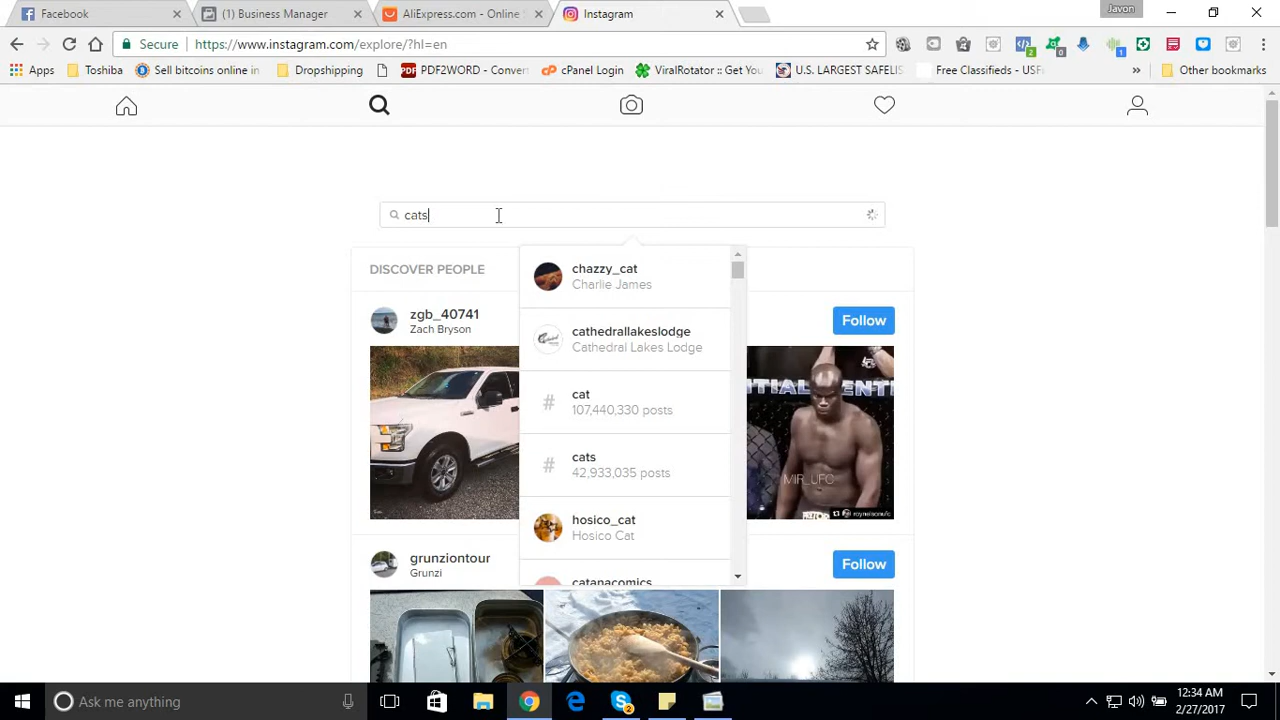 Facebook
(1) Business Manager
AliExpress.com - Online S
Instagram
Javon
Secure
https://www.instagram.com/explore/?hl=en
Apps
Toshiba
Sell bitcoins online in
Dropshipping
PDF2WORD - Convert
cPanel Login
ViralRotator :: Get You
U.S. LARGEST SAFELIS
Free Classifieds - USFr
»
Other bookmarks
cats
DISCOVER PEOPLE
zgb_40741
Zach Bryson
Follow
chazzy_cat
Charlie James
cathedrallakeslodge
Cathedral Lakes Lodge
# cat
107,440,330 posts
# cats
42,933,035 posts
hosico_cat
Hosico Cat
catanacomics
MIR_UFC
roynelsonufc
grunziontour
Grunzi
Follow
Ask me anything
12:34 AM
2/27/2017